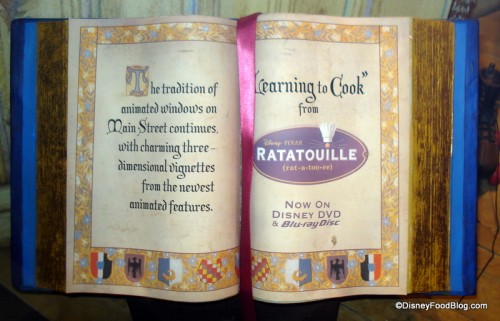 The tradition of
animated windows on
Main Street continues,
with charming three-
dimensional vignettes
from the newest
animated features.
"Learning to Cook"
from
Disney · PIXAR
RATATOUILLE
(rat-a-too-ee)
NOW ON
DISNEY DVD
& Blu-ray Disc
©DisneyFoodBlog.com